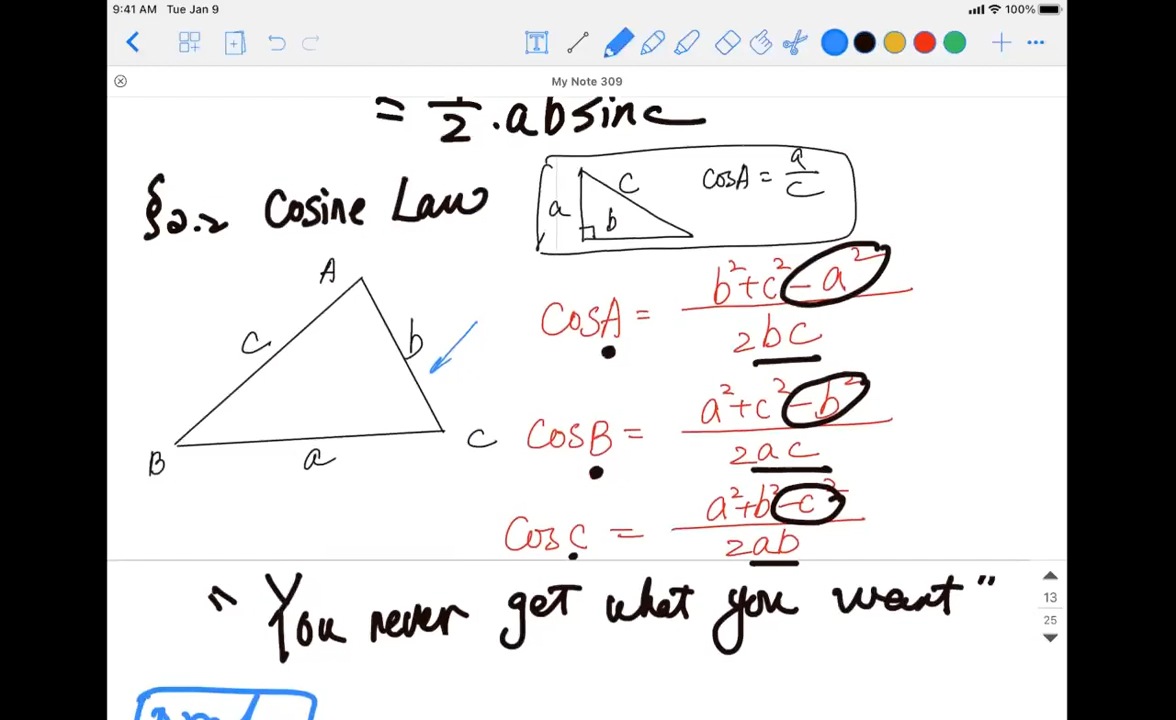 9:41 AM Tue Jan 9
100%
My Note 309
= 1/2 . ab sinc
§2.2 Cosine Law
a
b
c
cosA = a/c
A
c
b
B
a
C
CosA = b²+c²-a² / 2bc
CosB = a²+c²-b² / 2ac
Cosc = a²+b²-c² / 2ab
"You never get what you want"
13
25